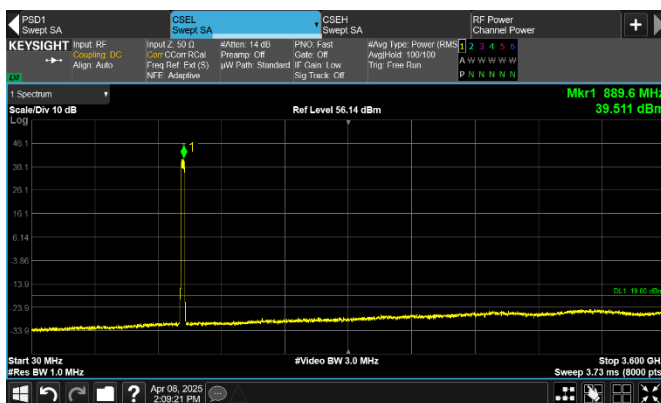 PSD1
Swept SA
CSEL
Swept SA
CSEH
Swept SA
RF Power
Channel Power
KEYSIGHT
Input: RF
Coupling: DC
Align: Auto
Input Z: 50 Ω
Corr CCorr RCal
Freq Ref: Ext (S)
NFE: Adaptive
#Atten: 14 dB
Preamp: Off
µW Path: Standard
PNO: Fast
Gate: Off
IF Gain: Low
Sig Track: Off
#Avg Type: Power (RMS
Avg|Hold: 100/100
Trig: Free Run
1 2 3 4 5 6
A W W W W W
P N N N N N
LXI
1 Spectrum
Scale/Div 10 dB
Ref Level 56.14 dBm
Mkr1 889.6 MHz
39.511 dBm
Log
1
46.1
36.1
26.1
16.1
6.14
-3.86
-13.9
-23.9
-33.9
DL1 -19.00 dBm
Start 30 MHz
#Res BW 1.0 MHz
#Video BW 3.0 MHz
Stop 3.600 GHz
Sweep 3.73 ms (8000 pts
?
Apr 08, 2025
2:09:21 PM